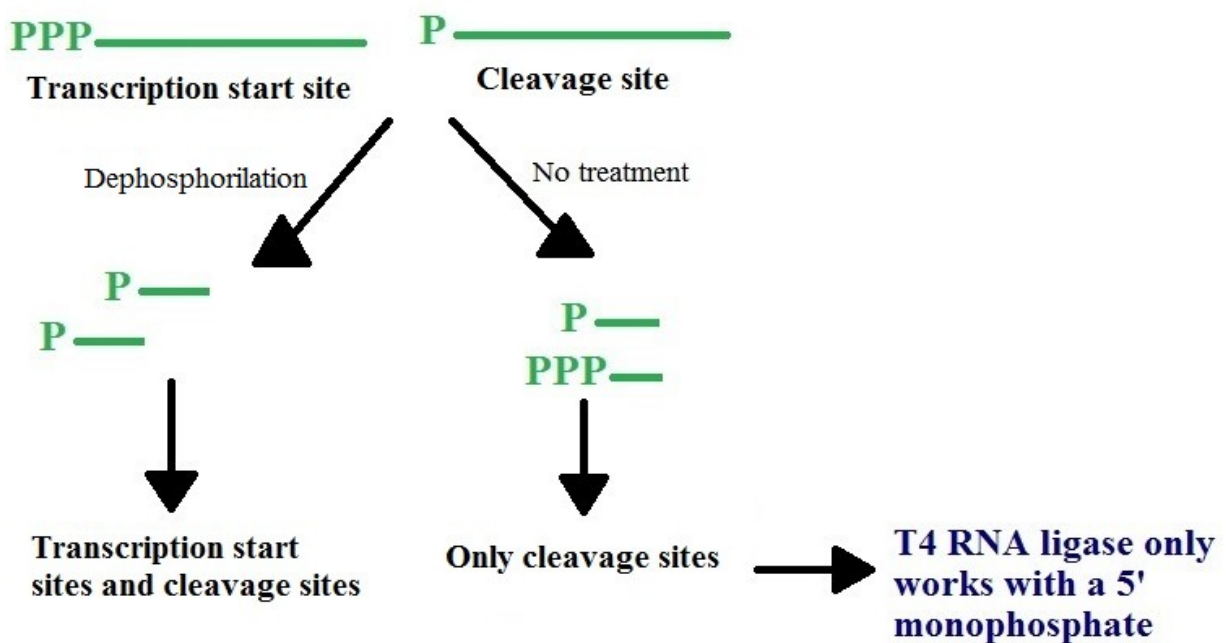 PPP
P
Transcription start site
Cleavage site
Dephosphorilation
No treatment
P
P
P
PPP
Transcription start
sites and cleavage sites
Only cleavage sites
T4 RNA ligase only
works with a 5'
monophosphate